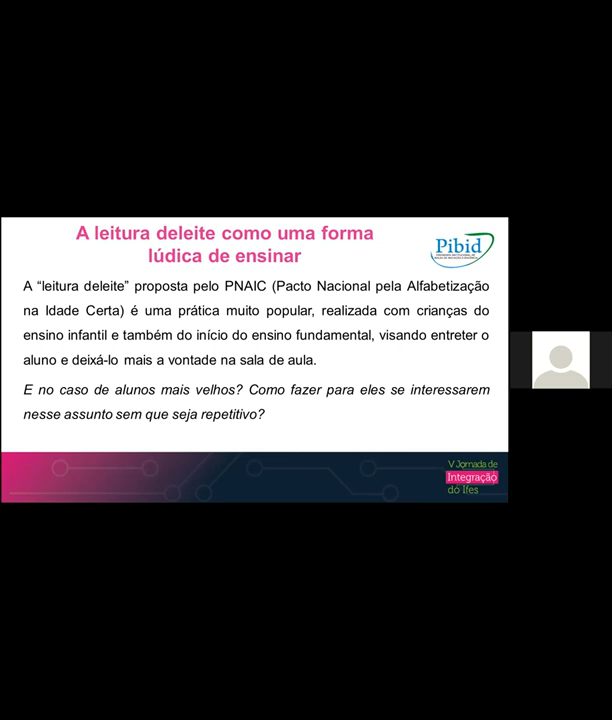 A leitura deleite como uma forma
lúdica de ensinar
Pibid
A “leitura deleite” proposta pelo PNAIC (Pacto Nacional pela Alfabetização
na Idade Certa) é uma prática muito popular, realizada com crianças do
ensino infantil e também do início do ensino fundamental, visando entreter o
aluno e deixá-lo mais a vontade na sala de aula.
E no caso de alunos mais velhos? Como fazer para eles se interessarem
nesse assunto sem que seja repetitivo?
V Jornada de
Integração
do Ifes